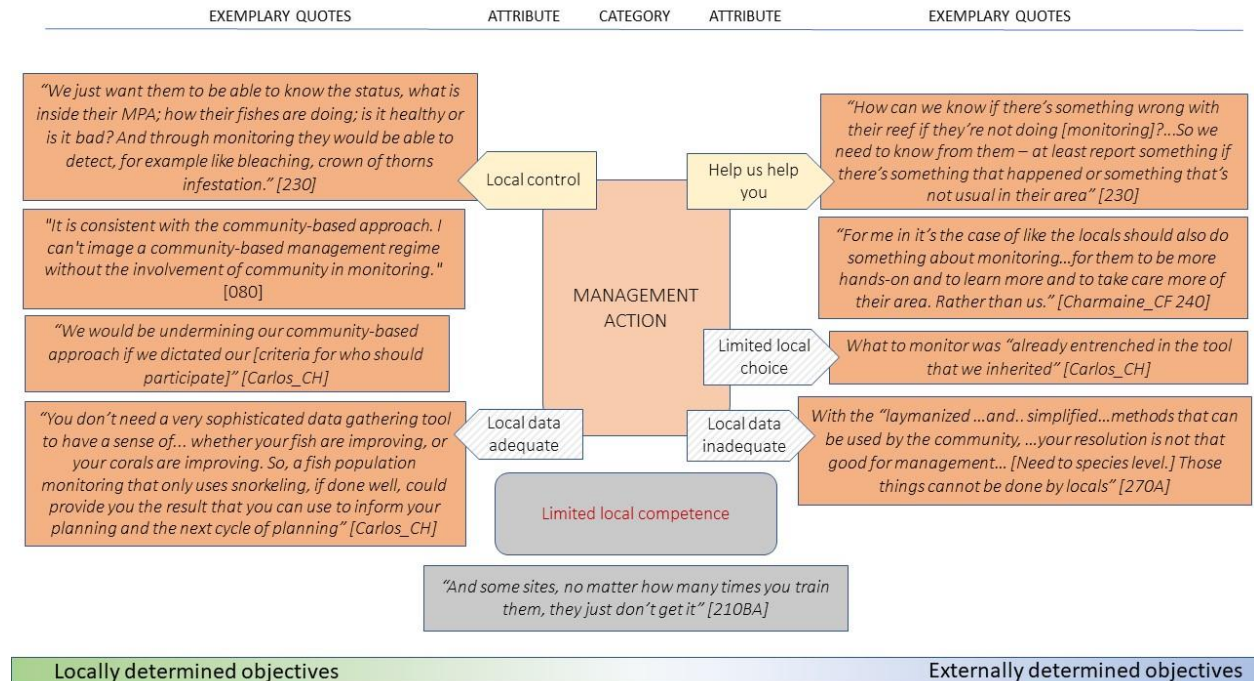 EXEMPLARY QUOTES
ATTRIBUTE
CATEGORY
ATTRIBUTE
EXEMPLARY QUOTES
“We just want them to be able to know the status, what is
inside their MPA; how their fishes are doing; is it healthy or
is it bad? And through monitoring they would be able to
detect, for example like bleaching, crown of thorns
infestation.” [230]
"It is consistent with the community-based approach. I
can't image a community-based management regime
without the involvement of community in monitoring."
[080]
“We would be undermining our community-based
approach if we dictated our [criteria for who should
participate]” [Carlos_CH]
“You don’t need a very sophisticated data gathering tool
to have a sense of... whether your fish are improving, or
your corals are improving. So, a fish population
monitoring that only uses snorkeling, if done well, could
provide you the result that you can use to inform your
planning and the next cycle of planning” [Carlos_CH]
Local control
Local data
adequate
MANAGEMENT
ACTION
Help us help
you
Limited local
choice
Local data
inadequate
“How can we know if there’s something wrong with
their reef if they’re not doing [monitoring]?...So we
need to know from them – at least report something if
there’s something that happened or something that’s
not usual in their area” [230]
“For me in it’s the case of like the locals should also do
something about monitoring...for them to be more
hands-on and to learn more and to take care more of
their area. Rather than us.” [Charmaine_CF 240]
What to monitor was “already entrenched in the tool
that we inherited” [Carlos_CH]
With the “laymanized ...and.. simplified...methods that can
be used by the community, ...your resolution is not that
good for management... [Need to species level.] Those
things cannot be done by locals” [270A]
Limited local competence
“And some sites, no matter how many times you train
them, they just don’t get it” [210BA]
Locally determined objectives
Externally determined objectives